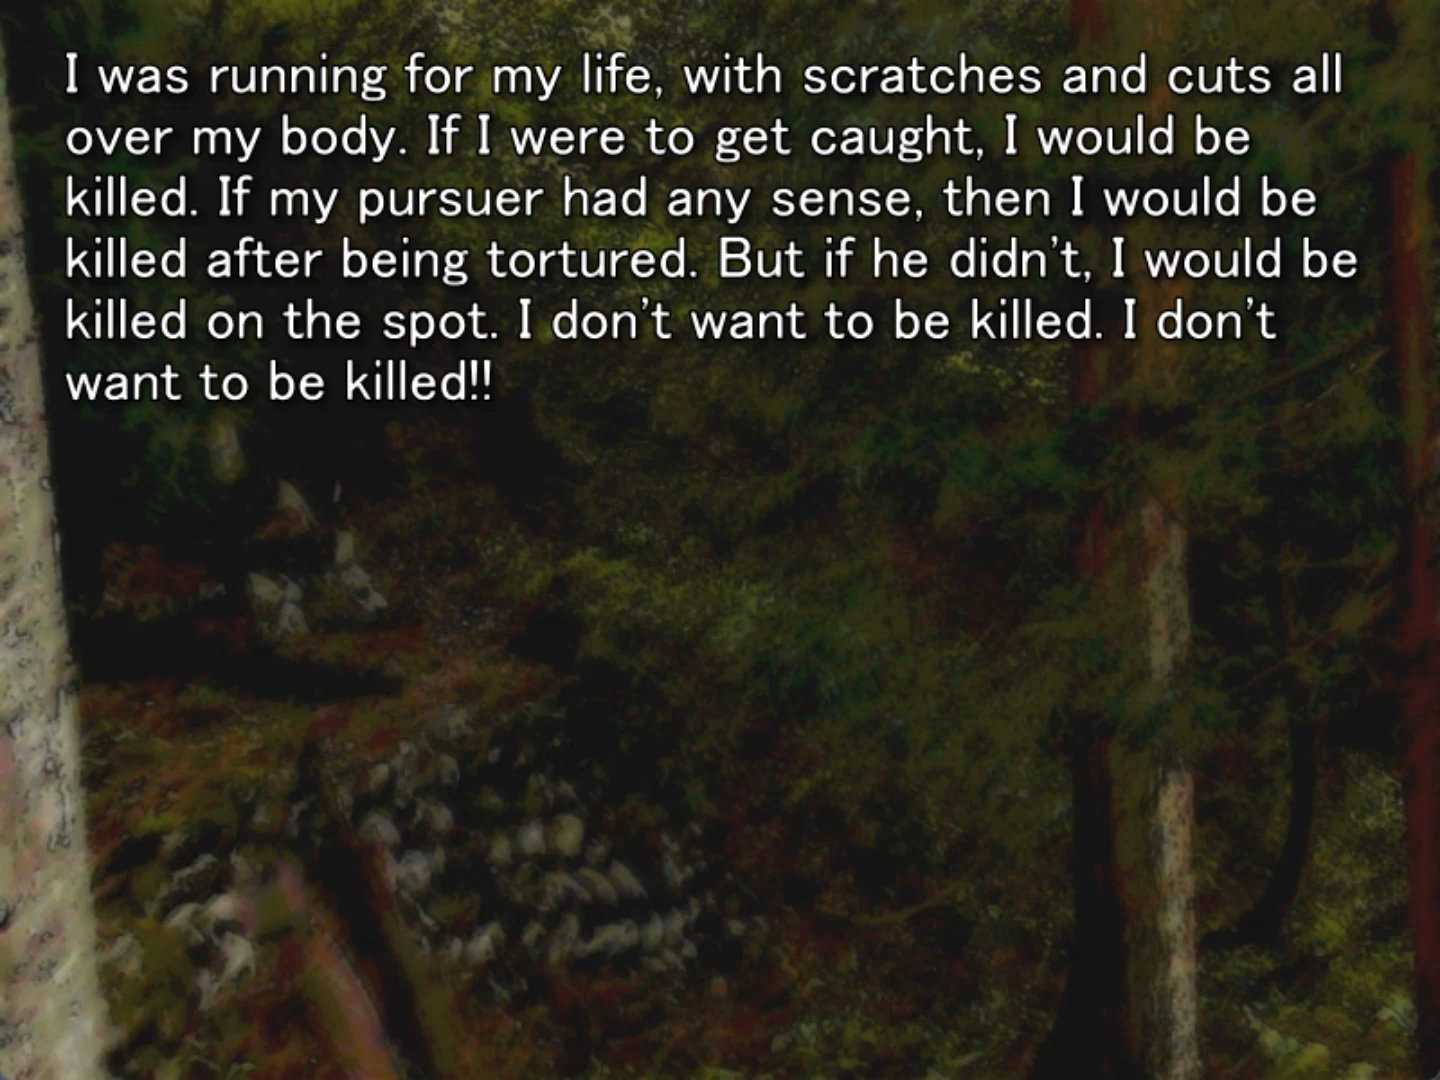 I was running for my life, with scratches and cuts all
over my body. If I were to get caught, I would be
killed. If my pursuer had any sense, then I would be
killed after being tortured. But if he didn't, I would be
killed on the spot. I don't want to be killed. I don't
want to be killed!!